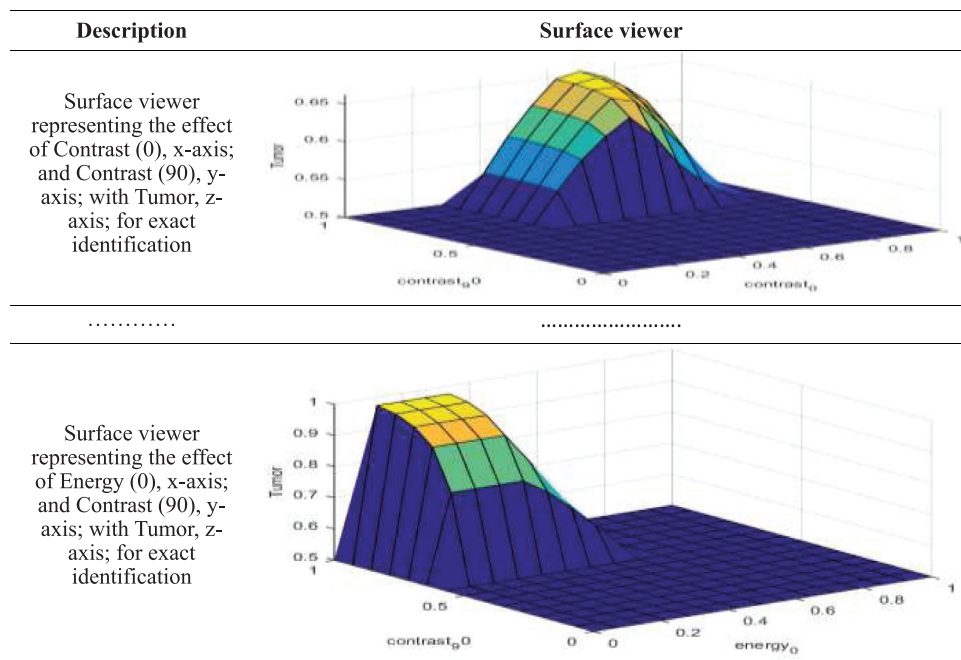 Description
Surface viewer
Surface viewer
representing the effect
of Contrast (0), x-axis;
and Contrast (90), y-
axis; with Tumor, z-
axis; for exact
identification
0.65
0.6
0.55
0.5
Tumor
1
0.5
0
contrast₉0
0
0.2
0.4
0.6
0.8
1
contrast₀
............
........................
Surface viewer
representing the effect
of Energy (0), x-axis;
and Contrast (90), y-
axis; with Tumor, z-
axis; for exact
identification
1
0.9
0.8
0.7
0.6
0.5
Tumor
1
0.5
0
contrast₉0
0
0.2
0.4
0.6
0.8
1
energy₀